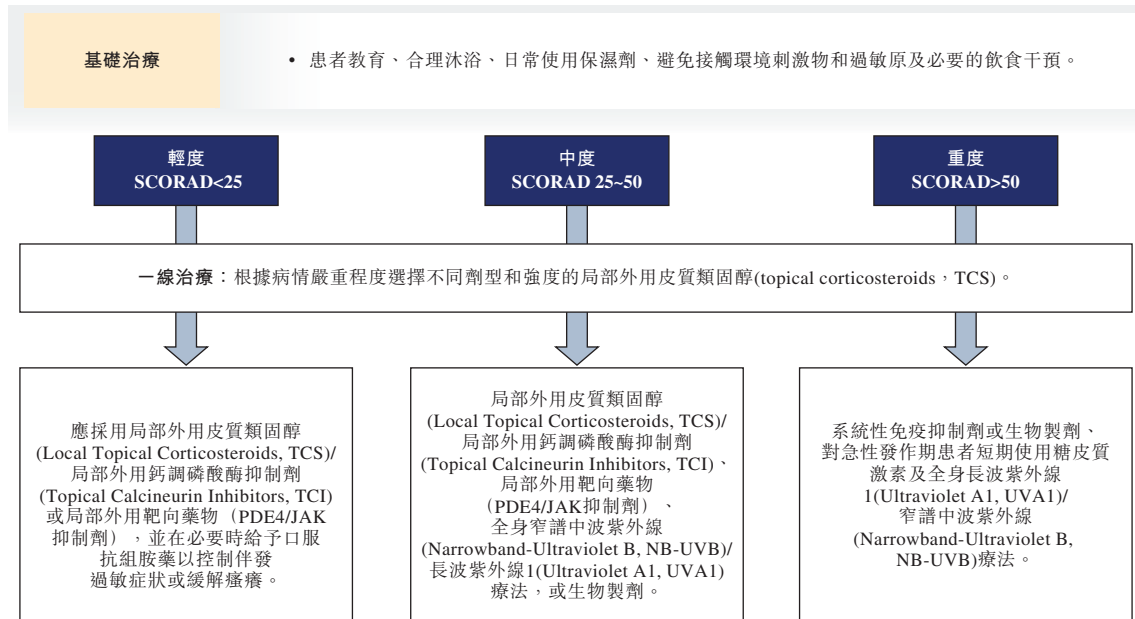 基礎治療
• 患者教育、合理沐浴、日常使用保濕劑、避免接觸環境刺激物和過敏原及必要的飲食干預。
輕度
SCORAD<25
中度
SCORAD 25~50
重度
SCORAD>50
一線治療：根據病情嚴重程度選擇不同劑型和強度的局部外用皮質類固醇(topical corticosteroids，TCS)。
應採用局部外用皮質類固醇
(Local Topical Corticosteroids, TCS)/
局部外用鈣調磷酸酶抑制劑
(Topical Calcineurin Inhibitors, TCI)
或局部外用靶向藥物（PDE4/JAK
抑制劑），並在必要時給予口服
抗組胺藥以控制伴發
過敏症狀或緩解瘙癢。
局部外用皮質類固醇
(Local Topical Corticosteroids, TCS)/
局部外用鈣調磷酸酶抑制劑
(Topical Calcineurin Inhibitors, TCI)、
局部外用靶向藥物
(PDE4/JAK抑制劑）、
全身窄譜中波紫外線
(Narrowband-Ultraviolet B, NB-UVB)/
長波紫外線1(Ultraviolet A1, UVA1)
療法，或生物製劑。
系統性免疫抑制劑或生物製劑、
對急性發作期患者短期使用糖皮質
激素及全身長波紫外線
1(Ultraviolet A1, UVA1)/
窄譜中波紫外線
(Narrowband-Ultraviolet B,
NB-UVB)療法。